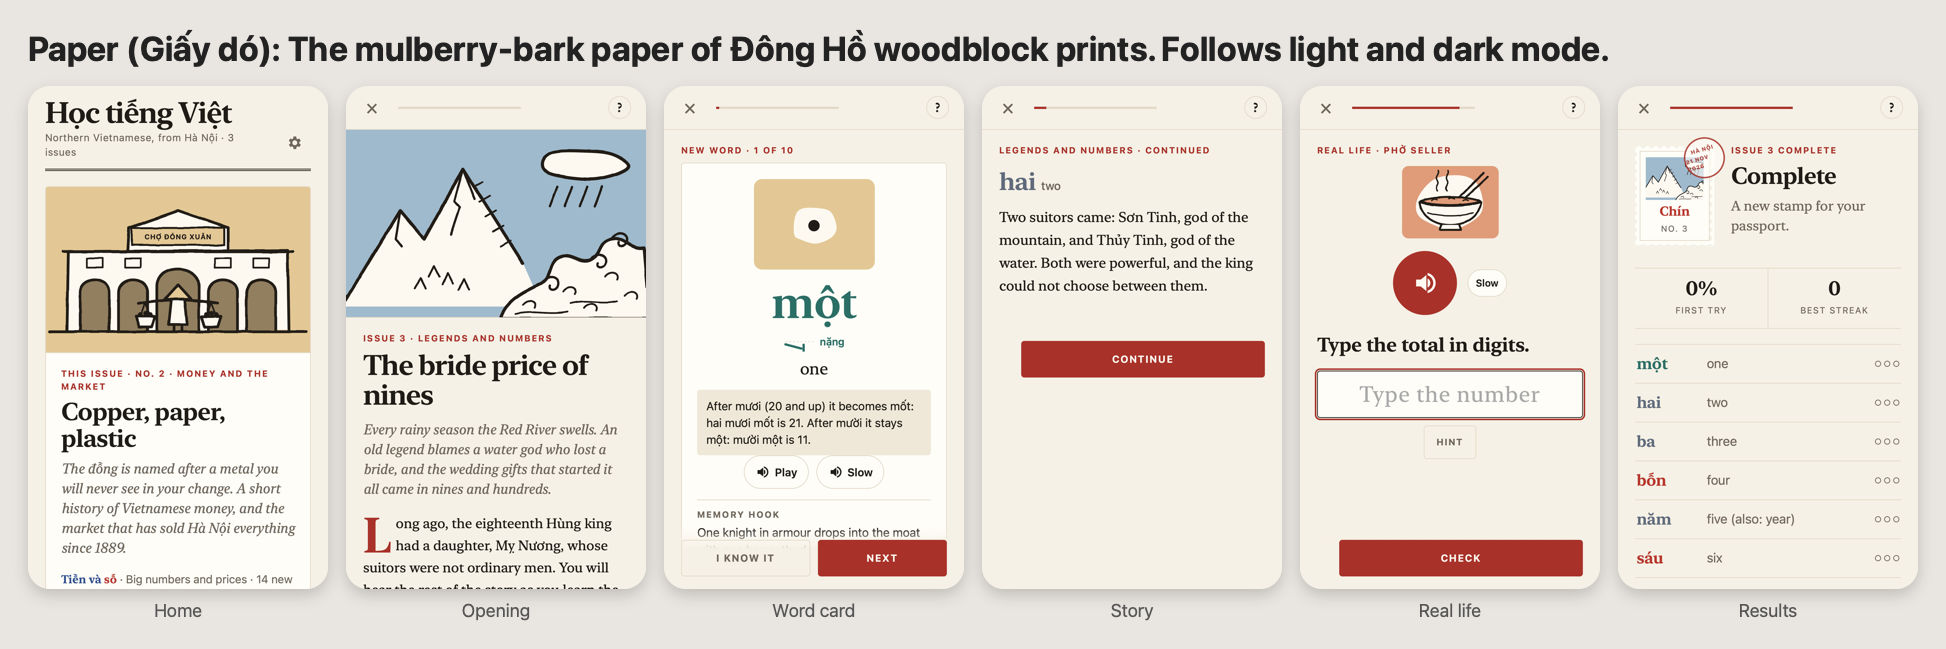 Paper (Giấy dó): The mulberry-bark paper of Đông Hồ woodblock prints. Follows light and dark mode.
Học tiếng Việt
Northern Vietnamese, from Hà Nội · 3
issues
CHỢ ĐỒNG XUÂN
THIS ISSUE · NO. 2 · MONEY AND THE
MARKET
Copper, paper,
plastic
The đồng is named after a metal you
will never see in your change. A short
history of Vietnamese money, and the
market that has sold Hà Nội everything
since 1889.
Tiền và số · Big numbers and prices · 14 new
Home
?
ISSUE 3 · LEGENDS AND NUMBERS
The bride price of
nines
Every rainy season the Red River swells. An
old legend blames a water god who lost a
bride, and the wedding gifts that started it
all came in nines and hundreds.
Long ago, the eighteenth Hùng king
had a daughter, Mỵ Nương, whose
suitors were not ordinary men. You will
hear the rest of the story as you learn the
Opening
?
NEW WORD · 1 OF 10
một
nặng
one
After mươi (20 and up) it becomes mốt:
hai mươi mốt is 21. After mười it stays
một: mười một is 11.
Play
Slow
MEMORY HOOK
One knight in armour drops into the moat
I KNOW IT
NEXT
Word card
?
LEGENDS AND NUMBERS · CONTINUED
hai two
Two suitors came: Sơn Tinh, god of the
mountain, and Thủy Tinh, god of the
water. Both were powerful, and the king
could not choose between them.
CONTINUE
Story
?
REAL LIFE · PHỞ SELLER
Slow
Type the total in digits.
Type the number
HINT
CHECK
Real life
?
HÀ NỘI
21 NOV
Chín
NO. 3
ISSUE 3 COMPLETE
Complete
A new stamp for your
passport.
0%
FIRST TRY
0
BEST STREAK
một one
hai two
ba three
bốn four
năm five (also: year)
sáu six
Results